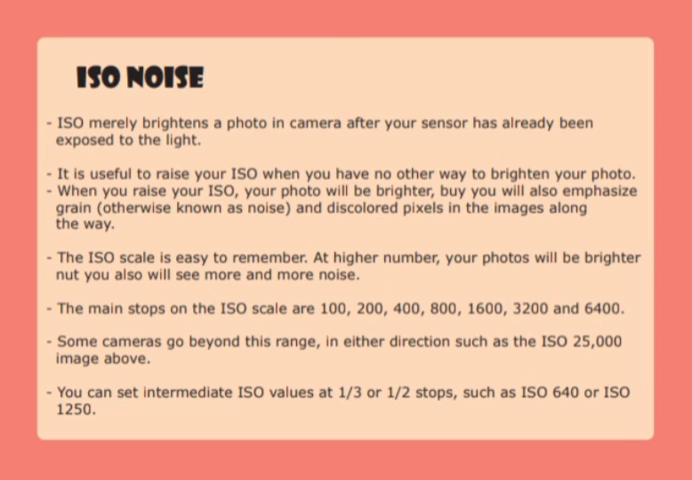 ISO NOISE
- ISO merely brightens a photo in camera after your sensor has already been
exposed to the light.
- It is useful to raise your ISO when you have no other way to brighten your photo.
- When you raise your ISO, your photo will be brighter, buy you will also emphasize
grain (otherwise known as noise) and discolored pixels in the images along
the way.
- The ISO scale is easy to remember. At higher number, your photos will be brighter
nut you also will see more and more noise.
- The main stops on the ISO scale are 100, 200, 400, 800, 1600, 3200 and 6400.
- Some cameras go beyond this range, in either direction such as the ISO 25,000
image above.
- You can set intermediate ISO values at 1/3 or 1/2 stops, such as ISO 640 or ISO
1250.